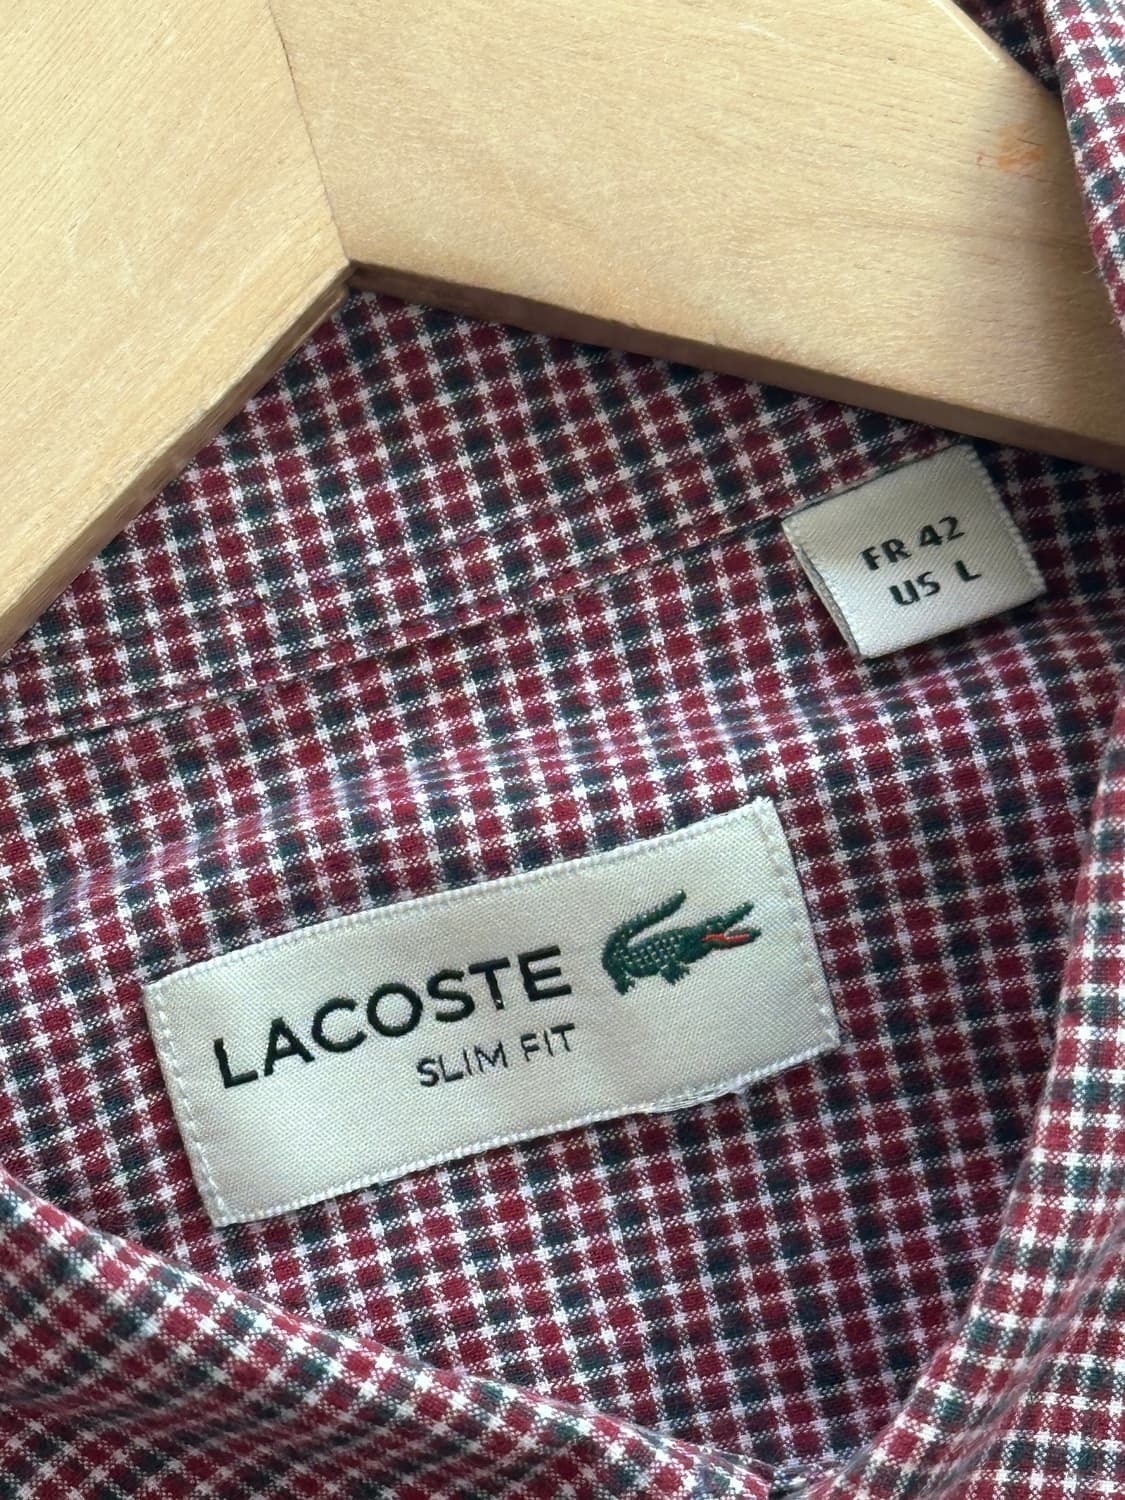 FR 42
US L
LACOSTE
SLIM FIT